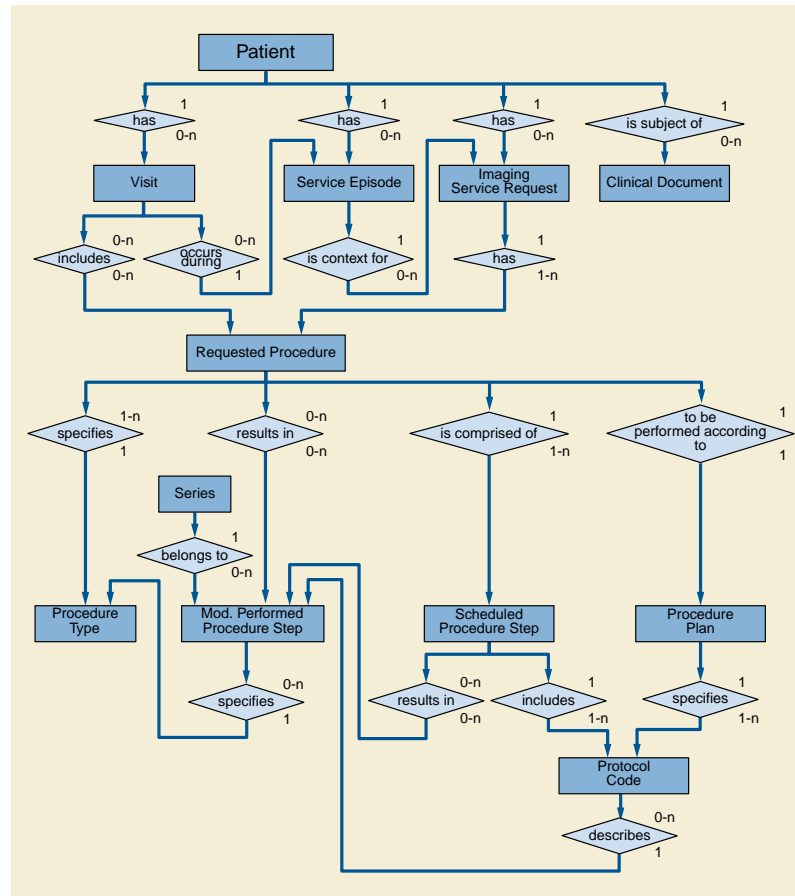 Patient
1
has
0-n
1
has
0-n
1
has
0-n
1
is subject of
0-n
Visit
Service Episode
Imaging
Service Request
Clinical Document
0-n
includes
0-n
0-n
occurs
during
1
1
is context for
0-n
1
has
1-n
Requested Procedure
1-n
specifies
1
0-n
results in
0-n
1
is comprised of
1-n
1
to be
performed according
to
1
Series
1
belongs to
0-n
Procedure
Type
Mod. Performed
Procedure Step
Scheduled
Procedure Step
Procedure
Plan
0-n
specifies
1
0-n
results in
0-n
1
includes
1-n
1
specifies
1-n
Protocol
Code
0-n
describes
1